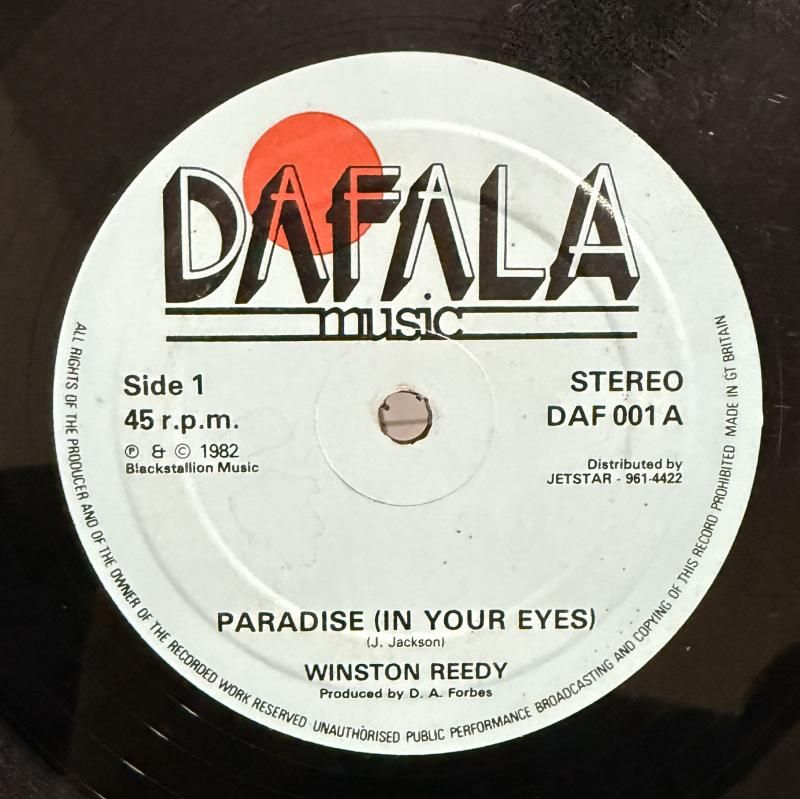 DAFALA
music
Side 1
45 r.p.m.
℗ & © 1982
Blackstallion Music
STEREO
DAF 001 A
Distributed by
JETSTAR - 961-4422
PARADISE (IN YOUR EYES)
(J. Jackson)
WINSTON REEDY
Produced by D. A. Forbes
ALL RIGHTS OF THE PRODUCER AND OF THE OWNER OF THE RECORDED WORK RESERVED UNAUTHORISED PUBLIC PERFORMANCE BROADCASTING AND COPYING OF THIS RECORD PROHIBITED MADE IN GT BRITAIN